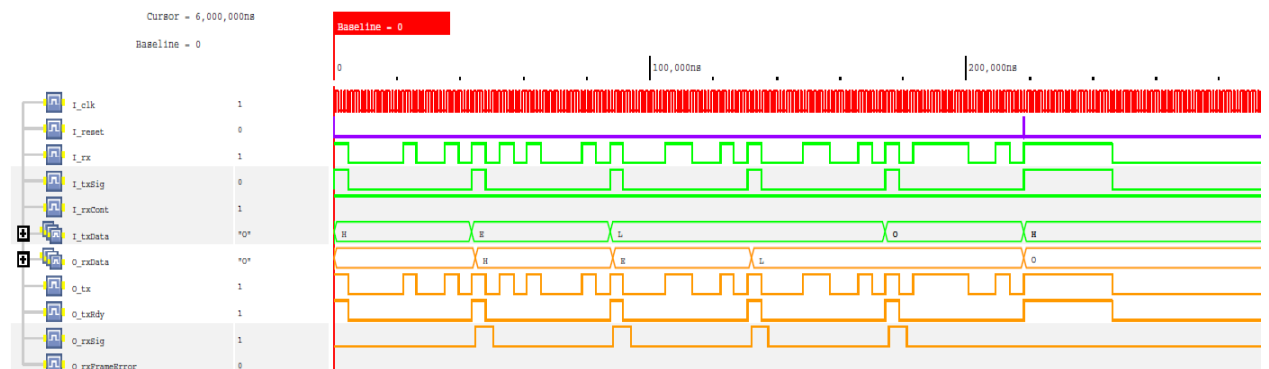 Cursor = 6,000,000ns
Baseline = 0
Baseline = 0
0
100,000ns
200,000ns
I_clk 1
I_reset 0
I_rx 1
I_txSig 0
I_rxCont 1
I_txData "O" H E L O H
O_rxData "O" H E L O
O_tx 1
O_txRdy 1
O_rxSig 1
O_rxFrameError 0